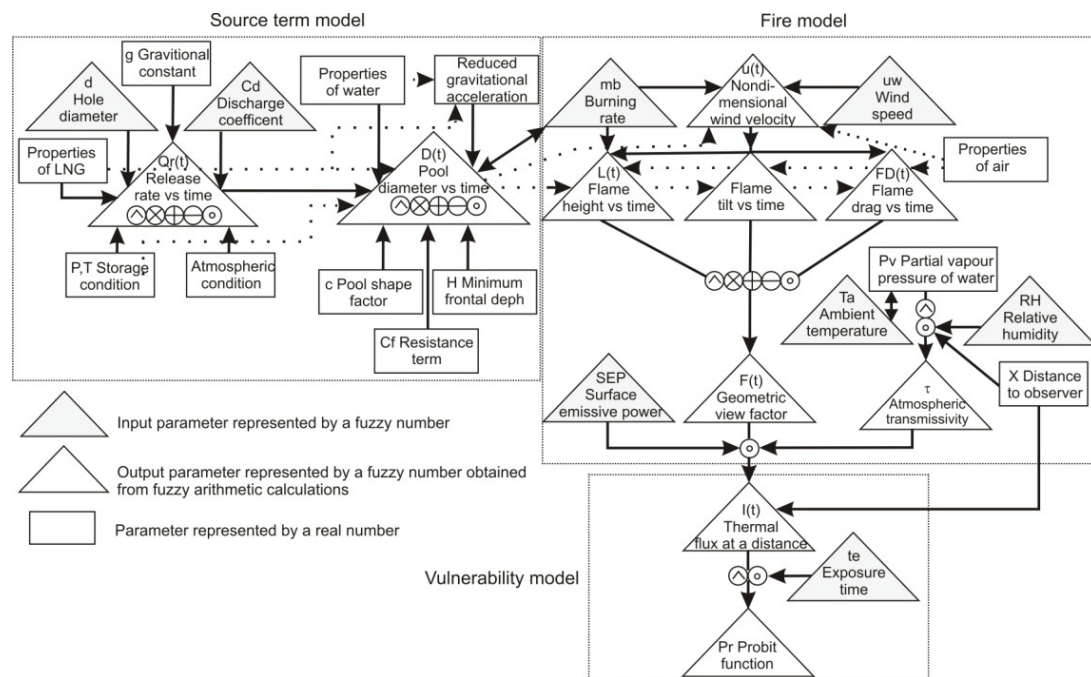 Source term model
Fire model
g Gravitional
constant
d
Hole
diameter
Cd
Discharge
coefficent
Properties
of water
Reduced
gravitational
acceleration
Properties
of LNG
Qr(t)
Release
rate vs time
D(t)
Pool
diameter vs time
P,T Storage
condition
Atmospheric
condition
c Pool shape
factor
H Minimum
frontal deph
Cf Resistance
term
mb
Burning
rate
u(t)
Nondi-
mensional
wind velocity
uw
Wind
speed
Properties
of air
L(t)
Flame
height vs time
Flame
tilt vs time
FD(t)
Flame
drag vs time
Pv Partial vapour
pressure of water
Ta
Ambient
temperature
RH
Relative
humidity
SEP
Surface
emissive power
F(t)
Geometric
view factor
τ
Atmospheric
transmissivity
X Distance
to observer
Input parameter represented by a fuzzy number
Output parameter represented by a fuzzy number obtained
from fuzzy arithmetic calculations
Parameter represented by a real number
I(t)
Thermal
flux at a distance
Vulnerability model
te
Exposure
time
Pr Probit
function